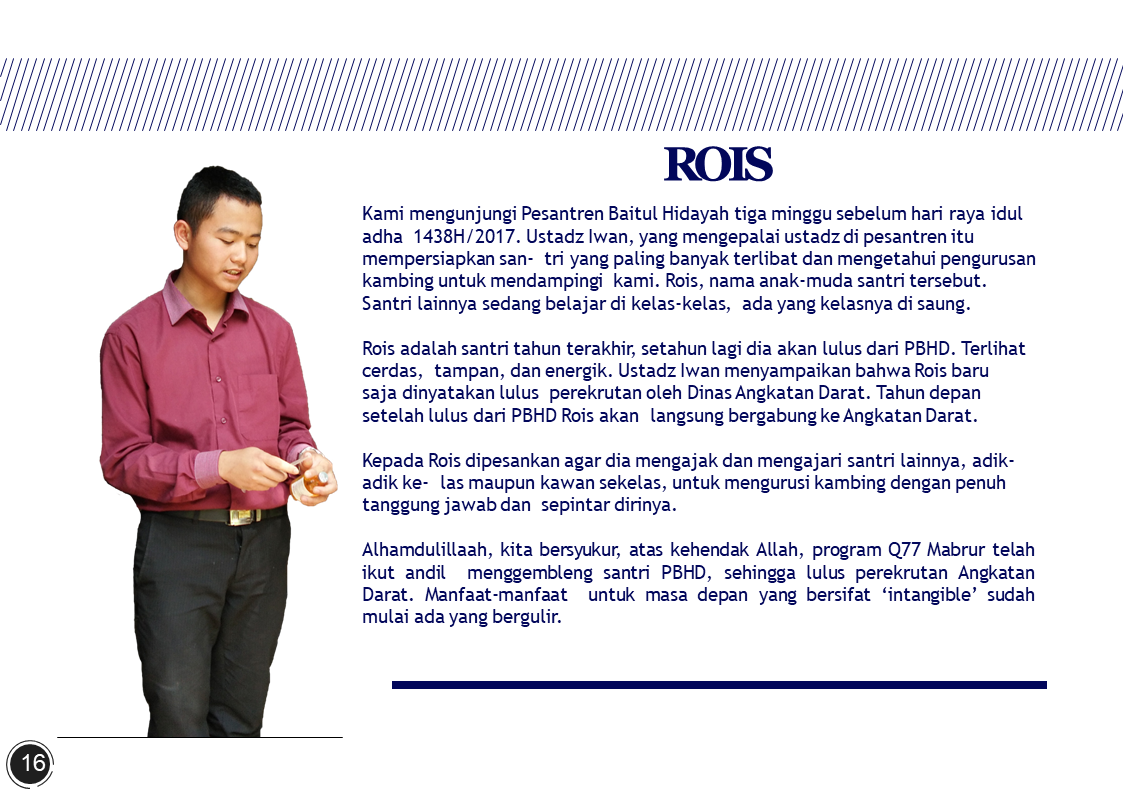 ROIS
Kami mengunjungi Pesantren Baitul Hidayah tiga minggu sebelum hari raya idul
adha 1438H/2017. Ustadz Iwan, yang mengepalai ustadz di pesantren itu
mempersiapkan san- tri yang paling banyak terlibat dan mengetahui pengurusan
kambing untuk mendampingi kami. Rois, nama anak-muda santri tersebut.
Santri lainnya sedang belajar di kelas-kelas, ada yang kelasnya di saung.
Rois adalah santri tahun terakhir, setahun lagi dia akan lulus dari PBHD. Terlihat
cerdas, tampan, dan energik. Ustadz Iwan menyampaikan bahwa Rois baru
saja dinyatakan lulus perekrutan oleh Dinas Angkatan Darat. Tahun depan
setelah lulus dari PBHD Rois akan langsung bergabung ke Angkatan Darat.
Kepada Rois dipesankan agar dia mengajak dan mengajari santri lainnya, adik-
adik ke- las maupun kawan sekelas, untuk mengurusi kambing dengan penuh
tanggung jawab dan sepintar dirinya.
Alhamdulillaah, kita bersyukur, atas kehendak Allah, program Q77 Mabrur telah
ikut andil menggembleng santri PBHD, sehingga lulus perekrutan Angkatan
Darat. Manfaat-manfaat untuk masa depan yang bersifat ‘intangible’ sudah
mulai ada yang bergulir.
16